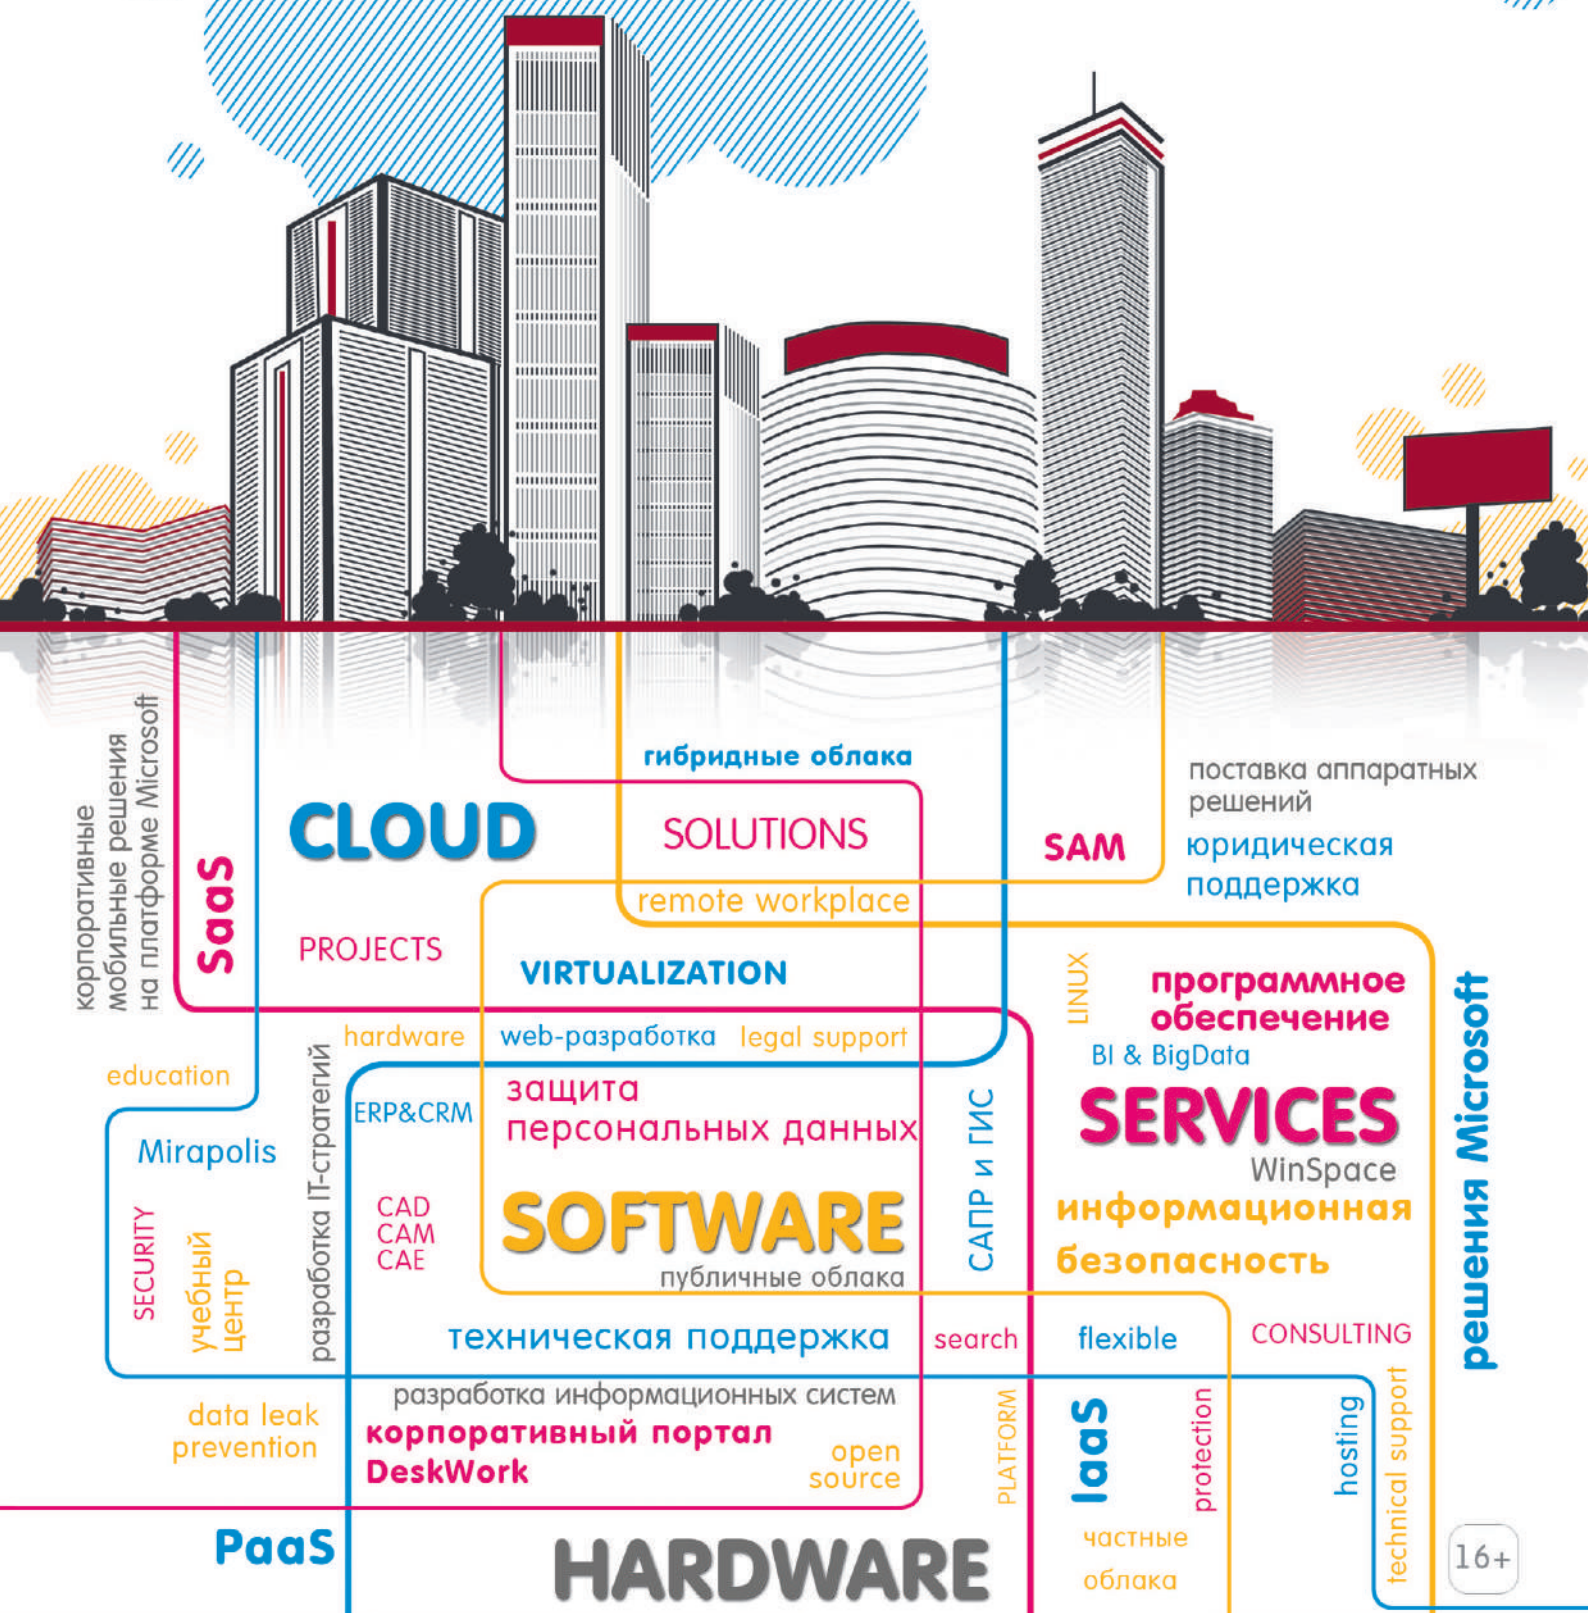 гибридные облака
поставка аппаратных
решений
корпоративные
мобильные решения
на платформе Microsoft
SaaS
CLOUD
SOLUTIONS
SAM
юридическая
поддержка
remote workplace
PROJECTS
VIRTUALIZATION
LINUX
программное
обеспечение
решения Microsoft
hardware
web-разработка
legal support
BI & BigData
education
разработка IT-стратегий
защита
персональных данных
ERP&CRM
САПР и ГИС
SERVICES
Mirapolis
WinSpace
SECURITY
учебный
центр
CAD
CAM
CAE
SOFTWARE
информационная
безопасность
публичные облака
техническая поддержка
search
flexible
CONSULTING
data leak
prevention
разработка информационных систем
корпоративный портал
DeskWork
open
source
PLATFORM
IaaS
protection
hosting
technical support
PaaS
HARDWARE
частные
облака
16+